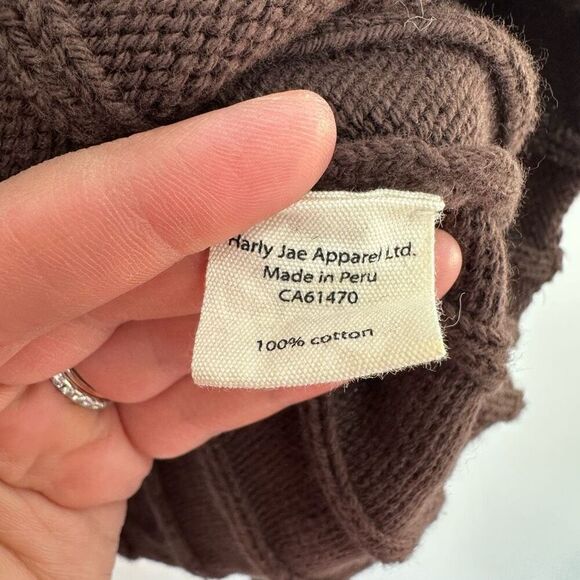 Harly Jae Apparel Ltd.
Made in Peru
CA61470
100% cotton